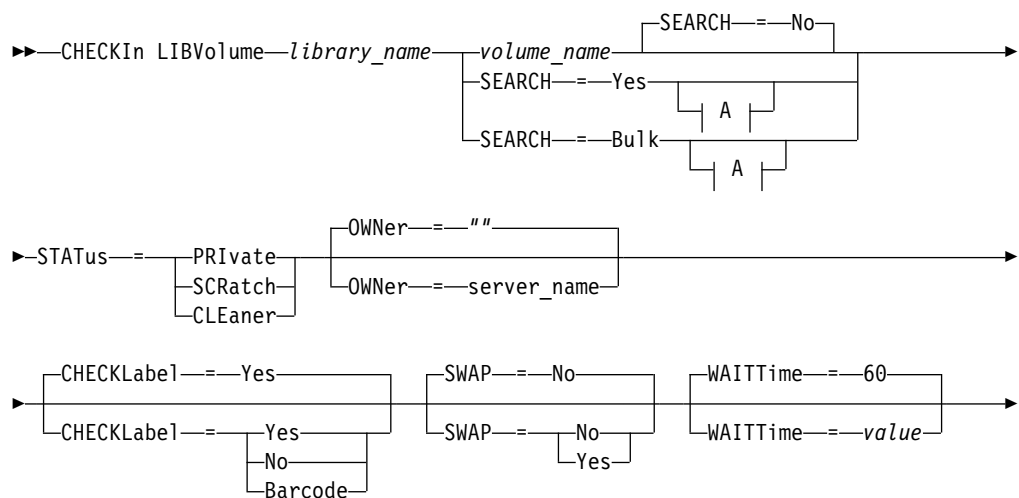 SEARCH=No
CHECKIn LIBVolume library_name volume_name
SEARCH=Yes
A
SEARCH=Bulk
A
OWNer=""
STATus=PRIvate
SCRatch OWNer=server_name
CLEaner
CHECKLabel=Yes SWAP=No WAITTime=60
CHECKLabel=Yes SWAP=No WAITTime=value
No Yes
Barcode